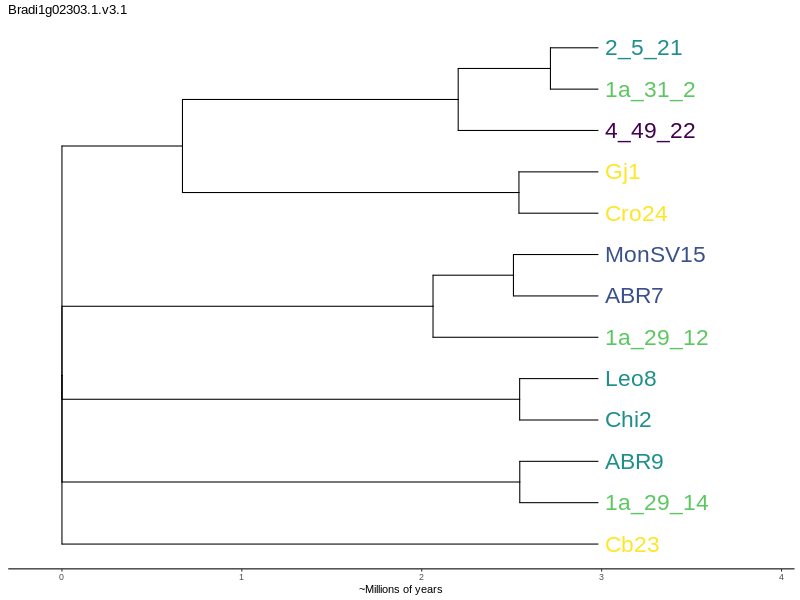 Bradi1g02303.1.v3.1
2_5_21
1a_31_2
4_49_22
Gj1
Cro24
MonSV15
ABR7
1a_29_12
Leo8
Chi2
ABR9
1a_29_14
Cb23
0 1 2 3 4
~Millions of years